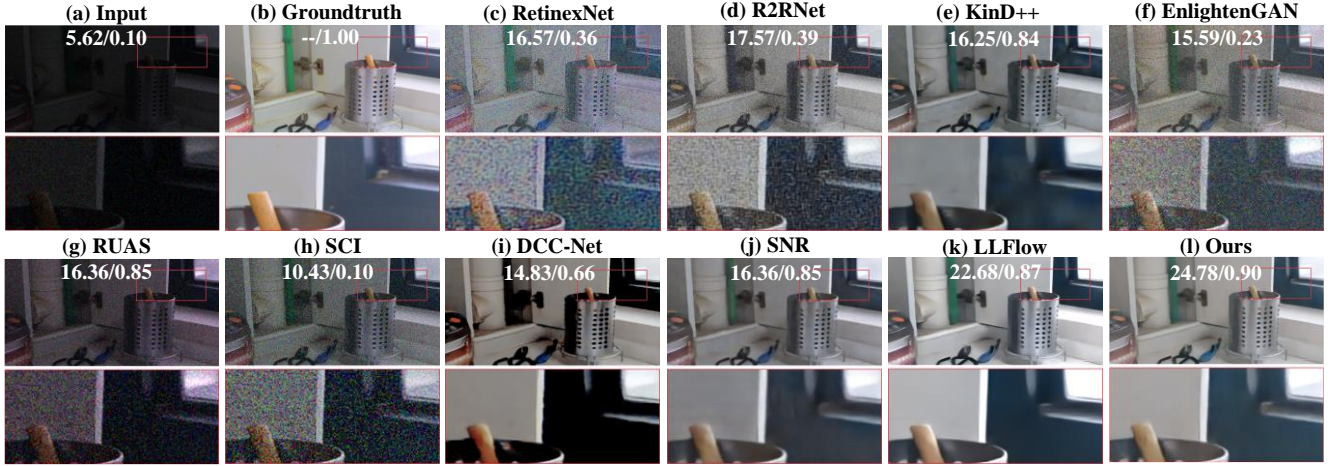 (a) Input (b) Groundtruth (c) RetinexNet (d) R2RNet (e) KinD++ (f) EnlightenGAN
5.62/0.10 --/1.00 16.57/0.36 17.57/0.39 16.25/0.84 15.59/0.23
(g) RUAS (h) SCI (i) DCC-Net (j) SNR (k) LLFlow (l) Ours
16.36/0.85 10.43/0.10 14.83/0.66 16.36/0.85 22.68/0.87 24.78/0.90